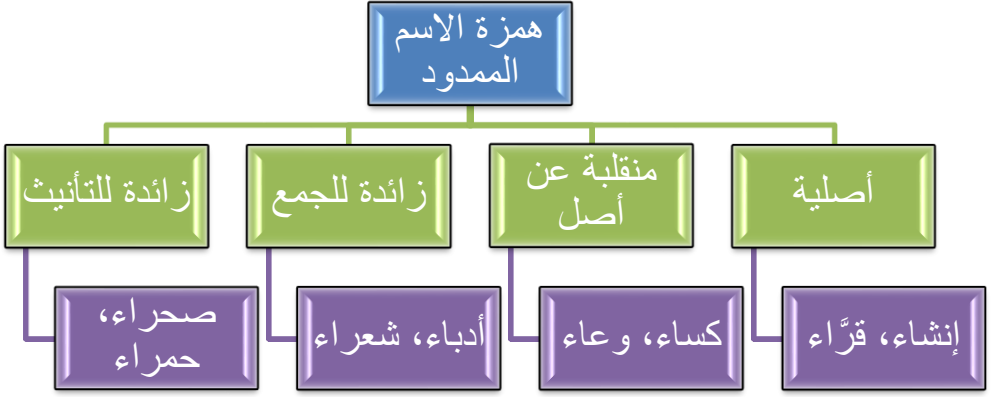 همزة الاسم
الممدود
أصلية
منقلبة عن
أصل
زائدة للجمع
زائدة للتأنيث
إنشاء، قرَّاء
كساء، وعاء
أدباء، شعراء
صحراء،
حمراء